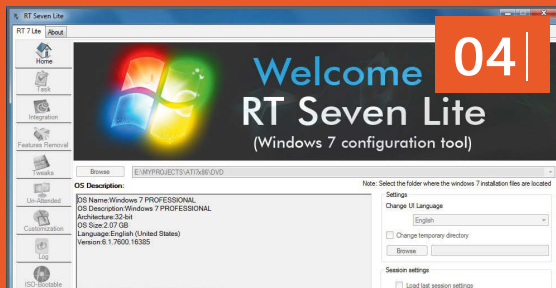 RT Seven Lite
RT 7 Lite About
04
Home
Welcome
RT Seven Lite
(Windows 7 configuration tool)
Task
Integration
Features Removal
Tweaks
Un-Attended
Customization
Log
ISO-Bootable
Browse E:\MYPROJECTS\ATI7x86\DVD
OS Description:
Note: Select the folder where the windows 7 installation files are located
OS Name:Windows 7 PROFESSIONAL
OS Description:Windows 7 PROFESSIONAL
Architecture:32-bit
OS Size:2.07 GB
Language:English (United States)
Version:6.1.7600.16385
Settings
Change UI Language
English
Change temporary directory
Browse
Sessioin settings
Load last session settings